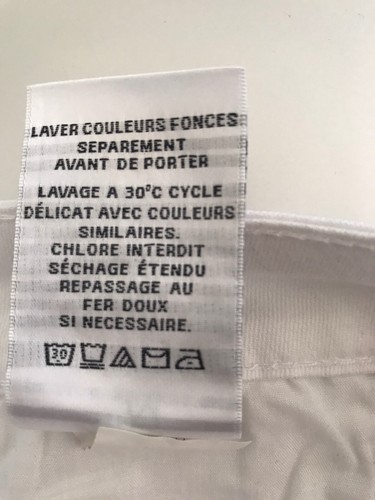 LAVER COULEURS FONCES
SEPAREMENT
AVANT DE PORTER
LAVAGE A 30°C CYCLE
DÉLICAT AVEC COULEURS
SIMILAIRES.
CHLORE INTERDIT
SÉCHAGE ÉTENDU
REPASSAGE AU
FER DOUX
SI NECESSAIRE.
30